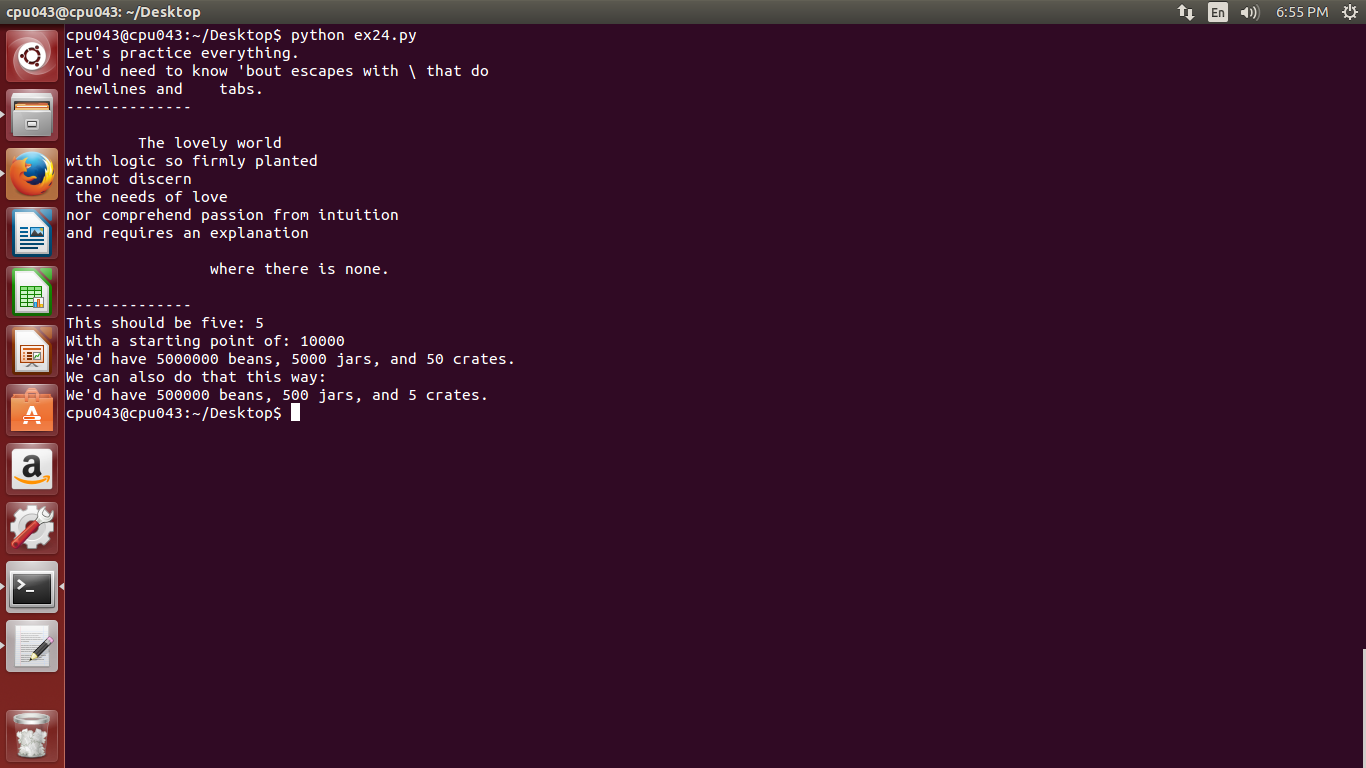 cpu043@cpu043: ~/Desktop
En
6:55 PM
cpu043@cpu043:~/Desktop$ python ex24.py
Let's practice everything.
You'd need to know 'bout escapes with \ that do
 newlines and    tabs.
--------------

        The lovely world
with logic so firmly planted
cannot discern
 the needs of love
nor comprehend passion from intuition
and requires an explanation

                where there is none.

--------------
This should be five: 5
With a starting point of: 10000
We'd have 5000000 beans, 5000 jars, and 50 crates.
We can also do that this way:
We'd have 500000 beans, 500 jars, and 5 crates.
cpu043@cpu043:~/Desktop$
A
a
>_